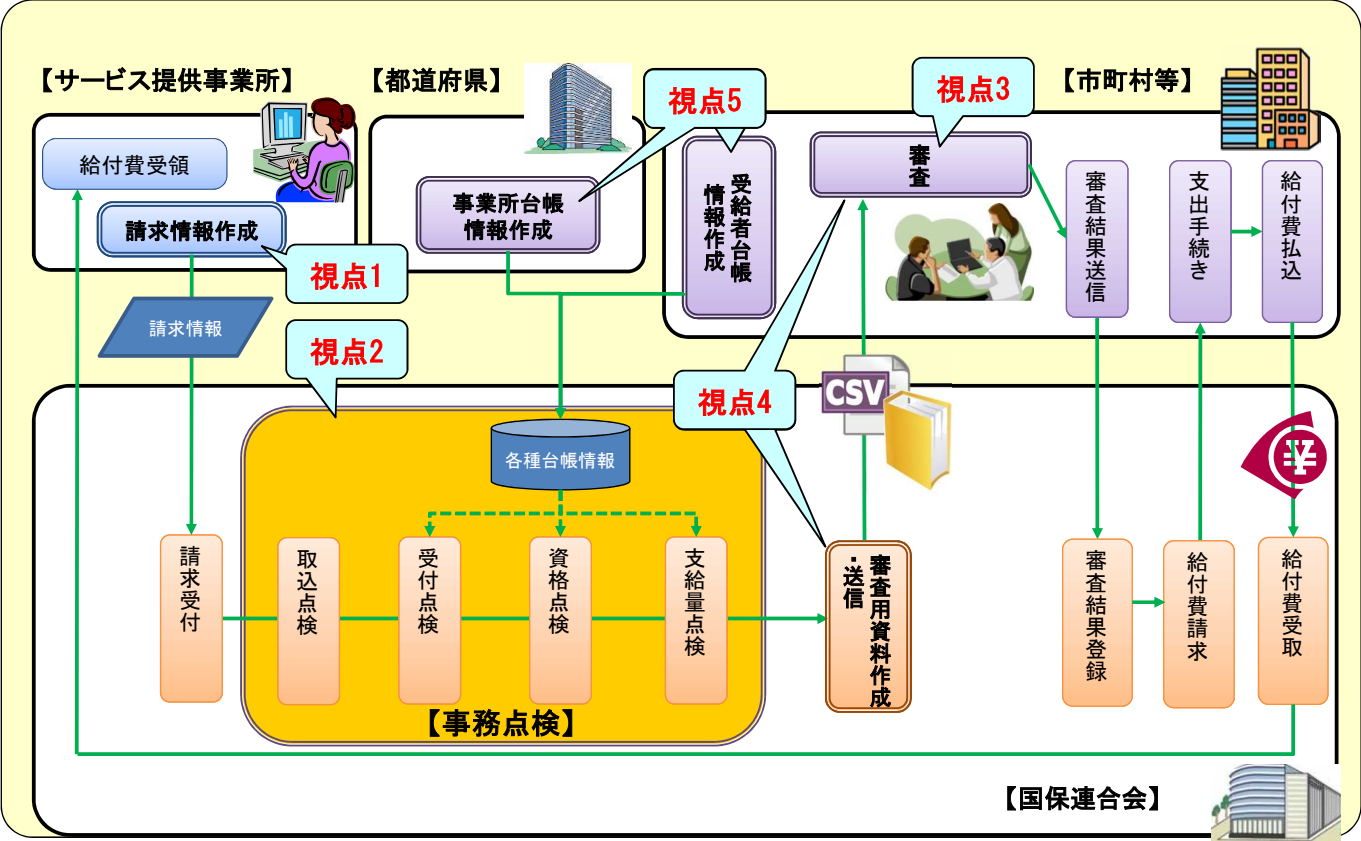 【サービス提供事業所】
【都道府県】
【市町村等】
視点5
視点3
給付費受領
請求情報作成
視点1
事業所台帳
情報作成
受給者台帳
情報作成
審査
審査結果送信
支出手続き
給付費払込
請求情報
視点2
視点4
CSV
各種台帳情報
¥
請求受付
取込点検
受付点検
資格点検
支給量点検
審査用資料作成
・送信
審査結果登録
給付費請求
給付費受取
【事務点検】
【国保連合会】